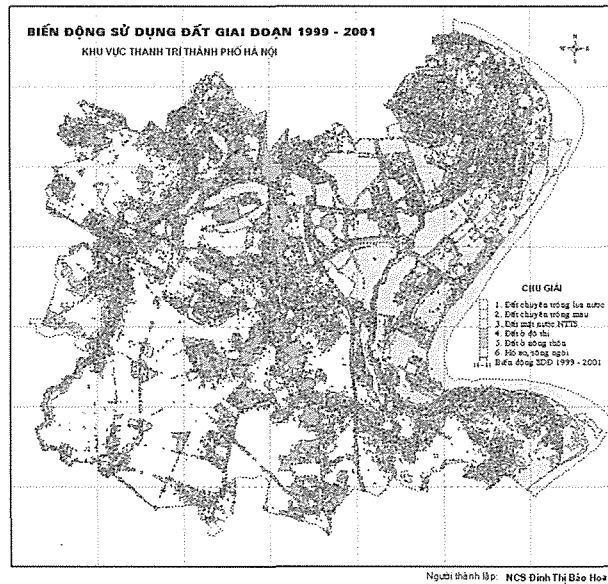 BIẾN ĐỘNG SỬ DỤNG ĐẤT GIAI ĐOẠN 1999 - 2001
KHU VỰC THANH TRÌ THÀNH PHỐ HÀ NỘI
N
W E
S
CHÚ GIẢI
1. Đất chuyên trồng lúa nước
2. Đất chuyên trồng màu
3. Đất mặt nước NTTS
4. Đất ở đô thị
5. Đất ở nông thôn
6. Hồ ao, sông ngòi
Biến động SDĐ 1999 - 2001
Người thành lập: NCS Đinh Thị Bảo Hoa